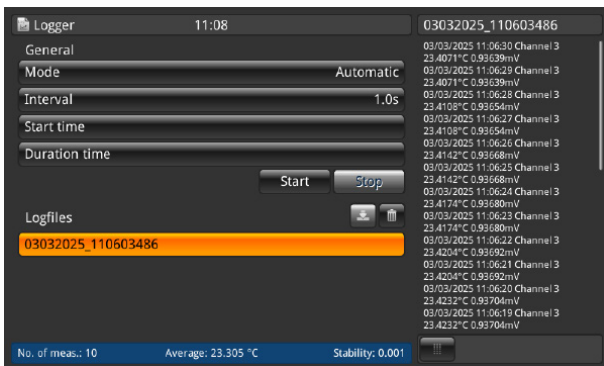 Logger
11:08
General
Mode Automatic
Interval 1.0s
Start time
Duration time
Start Stop
Logfiles
03032025_110603486
No. of meas.: 10 Average: 23.305 °C Stability: 0.001
03032025_110603486
03/03/2025 11:06:30 Channel 3
23.4071°C 0.93639mV
03/03/2025 11:06:29 Channel 3
23.4071°C 0.93639mV
03/03/2025 11:06:28 Channel 3
23.4108°C 0.93654mV
03/03/2025 11:06:27 Channel 3
23.4108°C 0.93654mV
03/03/2025 11:06:26 Channel 3
23.4142°C 0.93668mV
03/03/2025 11:06:25 Channel 3
23.4142°C 0.93668mV
03/03/2025 11:06:24 Channel 3
23.4174°C 0.93680mV
03/03/2025 11:06:23 Channel 3
23.4174°C 0.93680mV
03/03/2025 11:06:22 Channel 3
23.4204°C 0.93692mV
03/03/2025 11:06:21 Channel 3
23.4204°C 0.93692mV
03/03/2025 11:06:20 Channel 3
23.4232°C 0.93704mV
03/03/2025 11:06:19 Channel 3
23.4232°C 0.93704mV